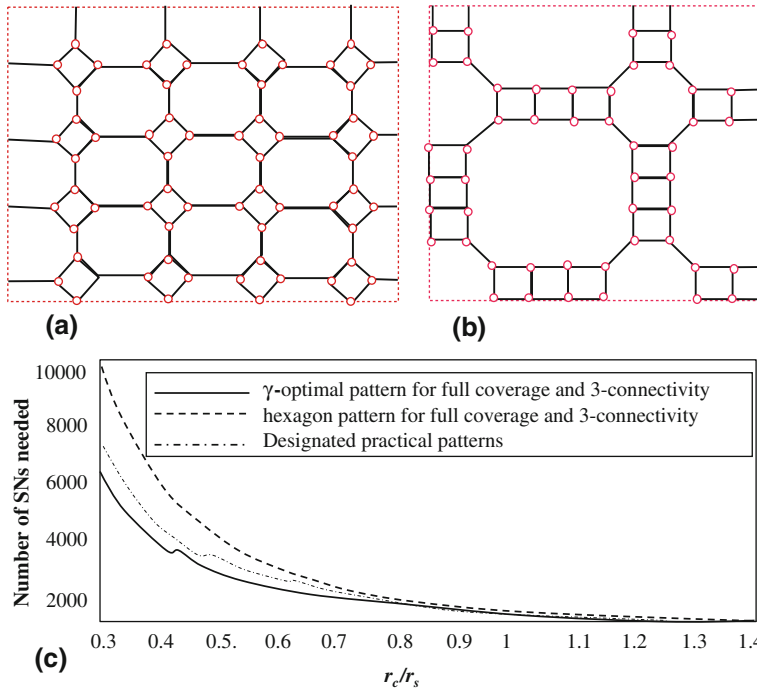 (a)
(b)
10000
8000
6000
4000
2000
Number of SNs needed
γ-optimal pattern for full coverage and 3-connectivity
hexagon pattern for full coverage and 3-connectivity
Designated practical patterns
0.3 0.4 0.5. 0.6 0.7 0.8 0.9 1 1.1 1.2 1.3 1.4
(c)
r_c/r_s